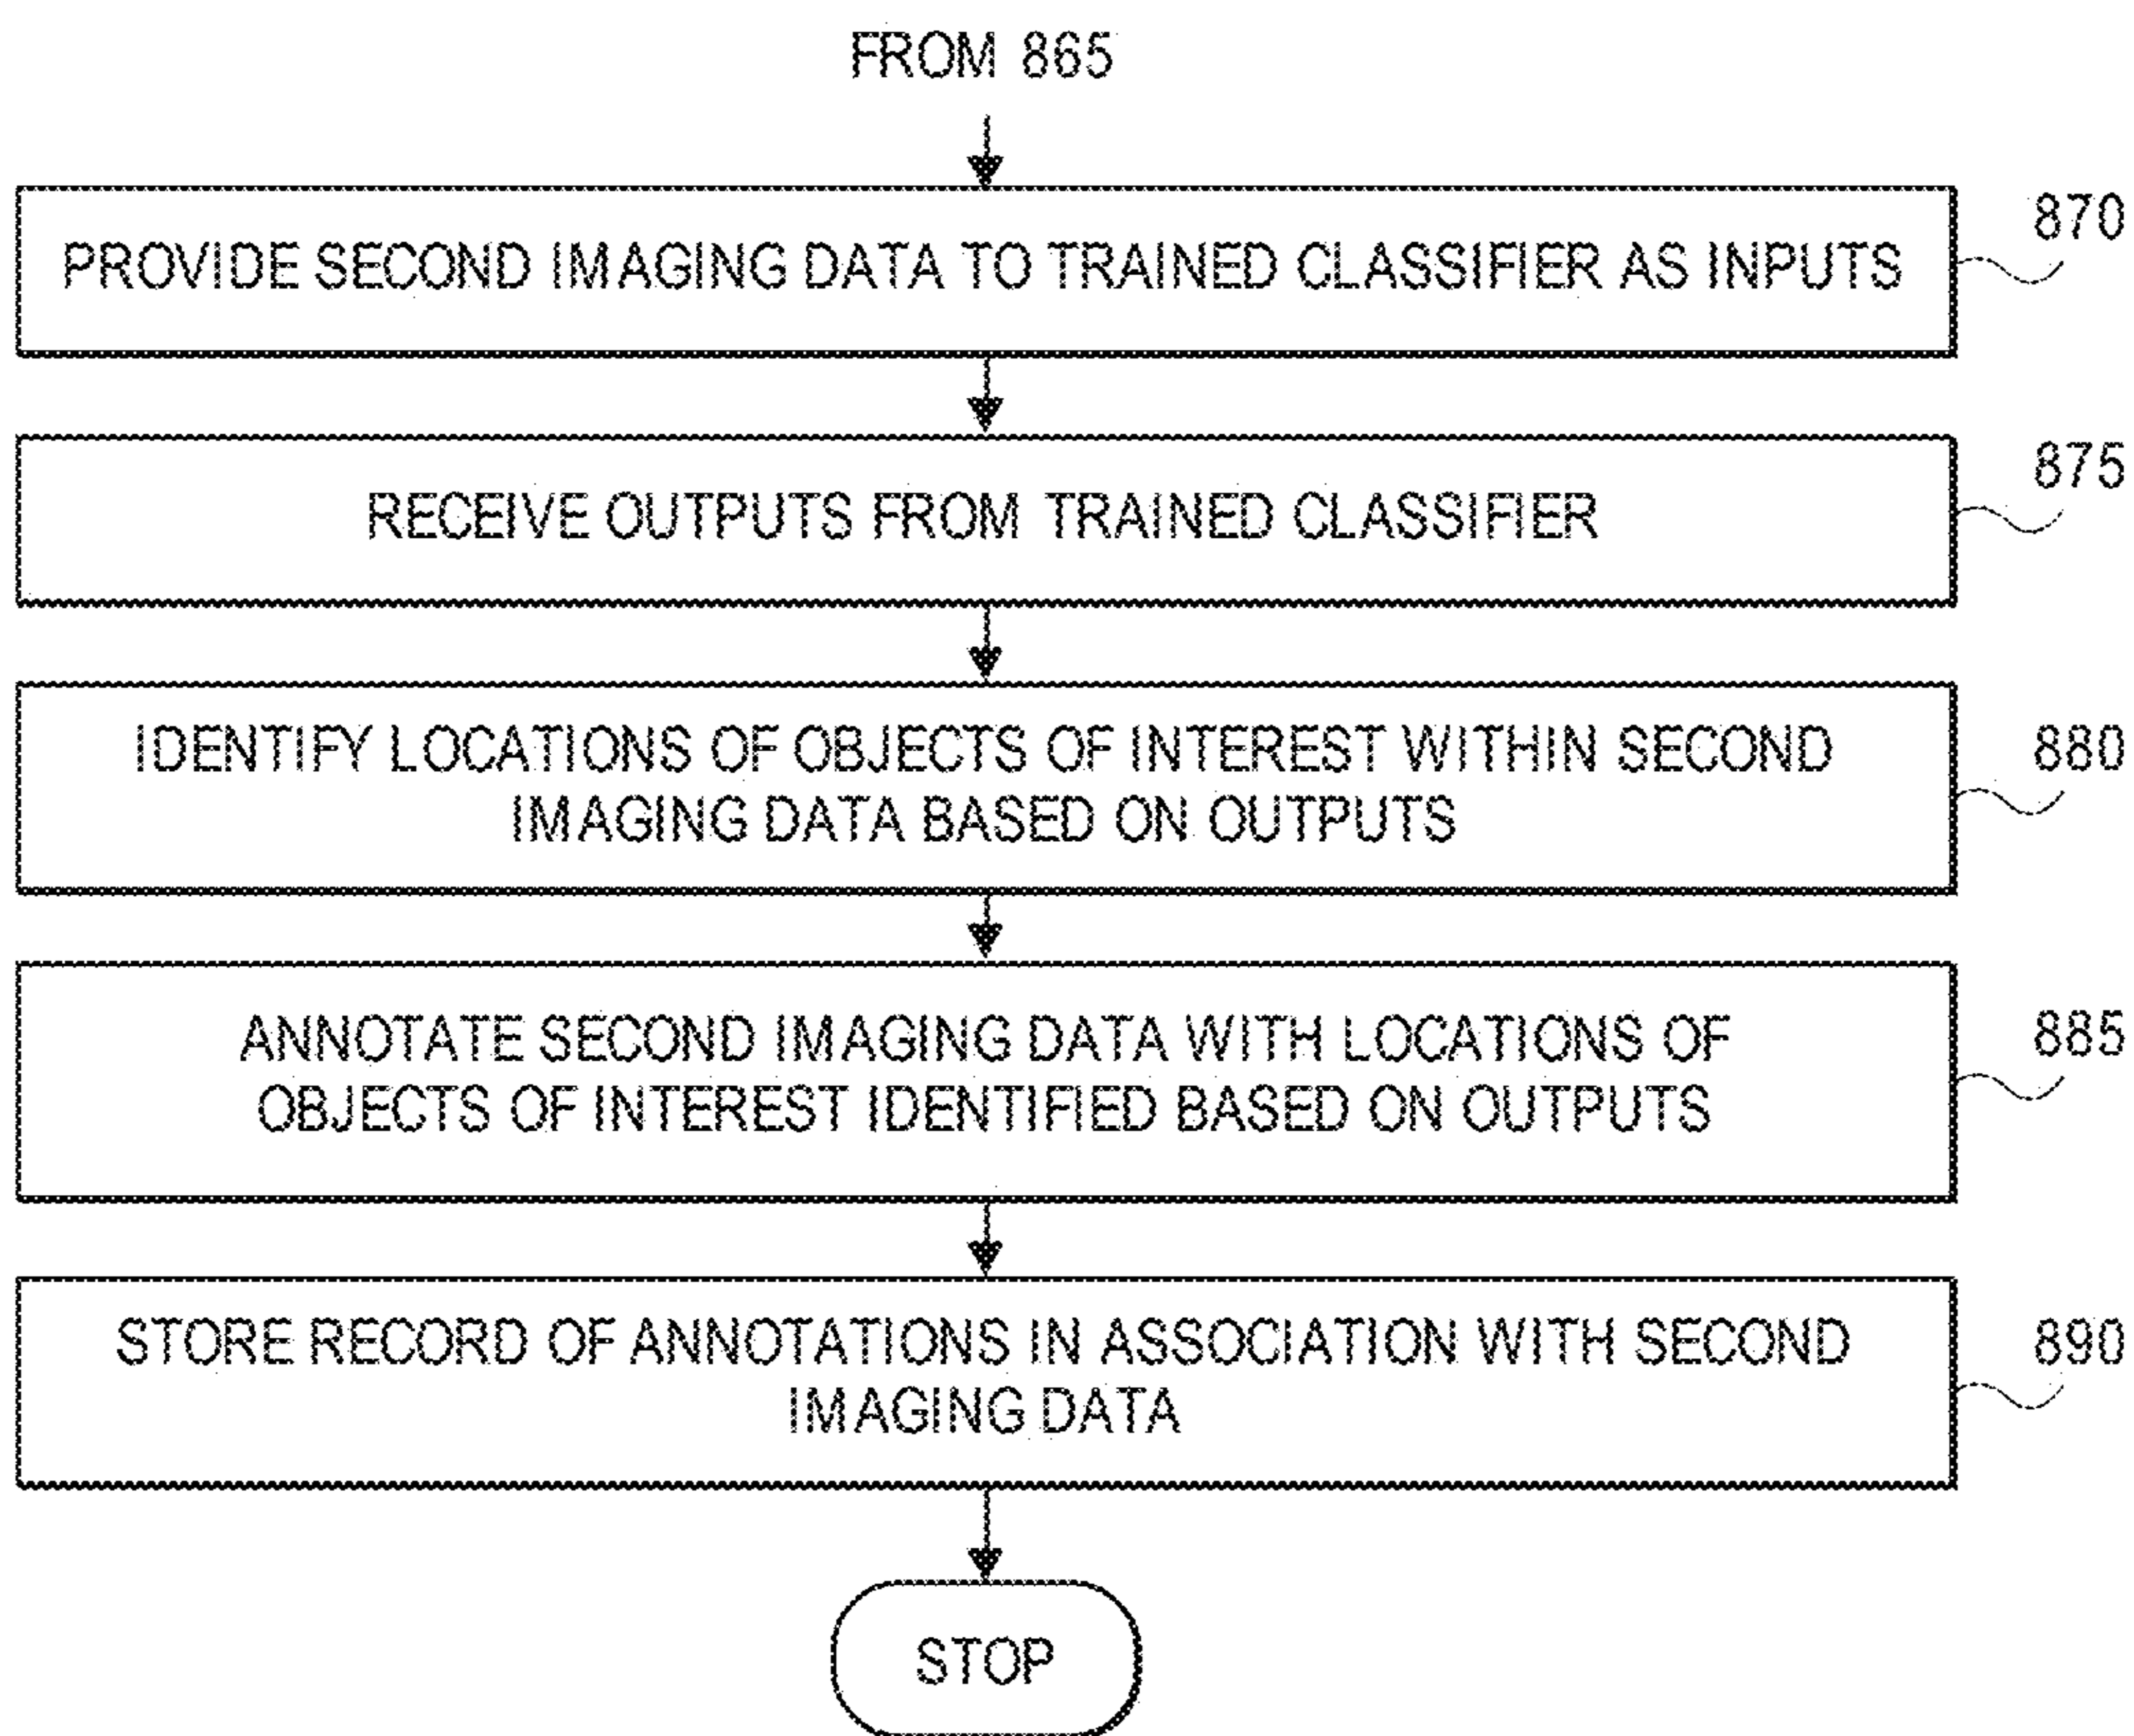 FROM 865
870
PROVIDE SECOND IMAGING DATA TO TRAINED CLASSIFIER AS INPUTS
875
RECEIVE OUTPUTS FROM TRAINED CLASSIFIER
IDENTIFY LOCATIONS OF OBJECTS OF INTEREST WITHIN SECOND
880
IMAGING DATA BASED ON OUTPUTS
ANNOTATE SECOND IMAGING DATA WITH LOCATIONS OF
885
OBJECTS OF INTEREST IDENTIFIED BASED ON OUTPUTS
STORE RECORD OF ANNOTATIONS IN ASSOCIATION WITH SECOND
890
IMAGING DATA
STOP